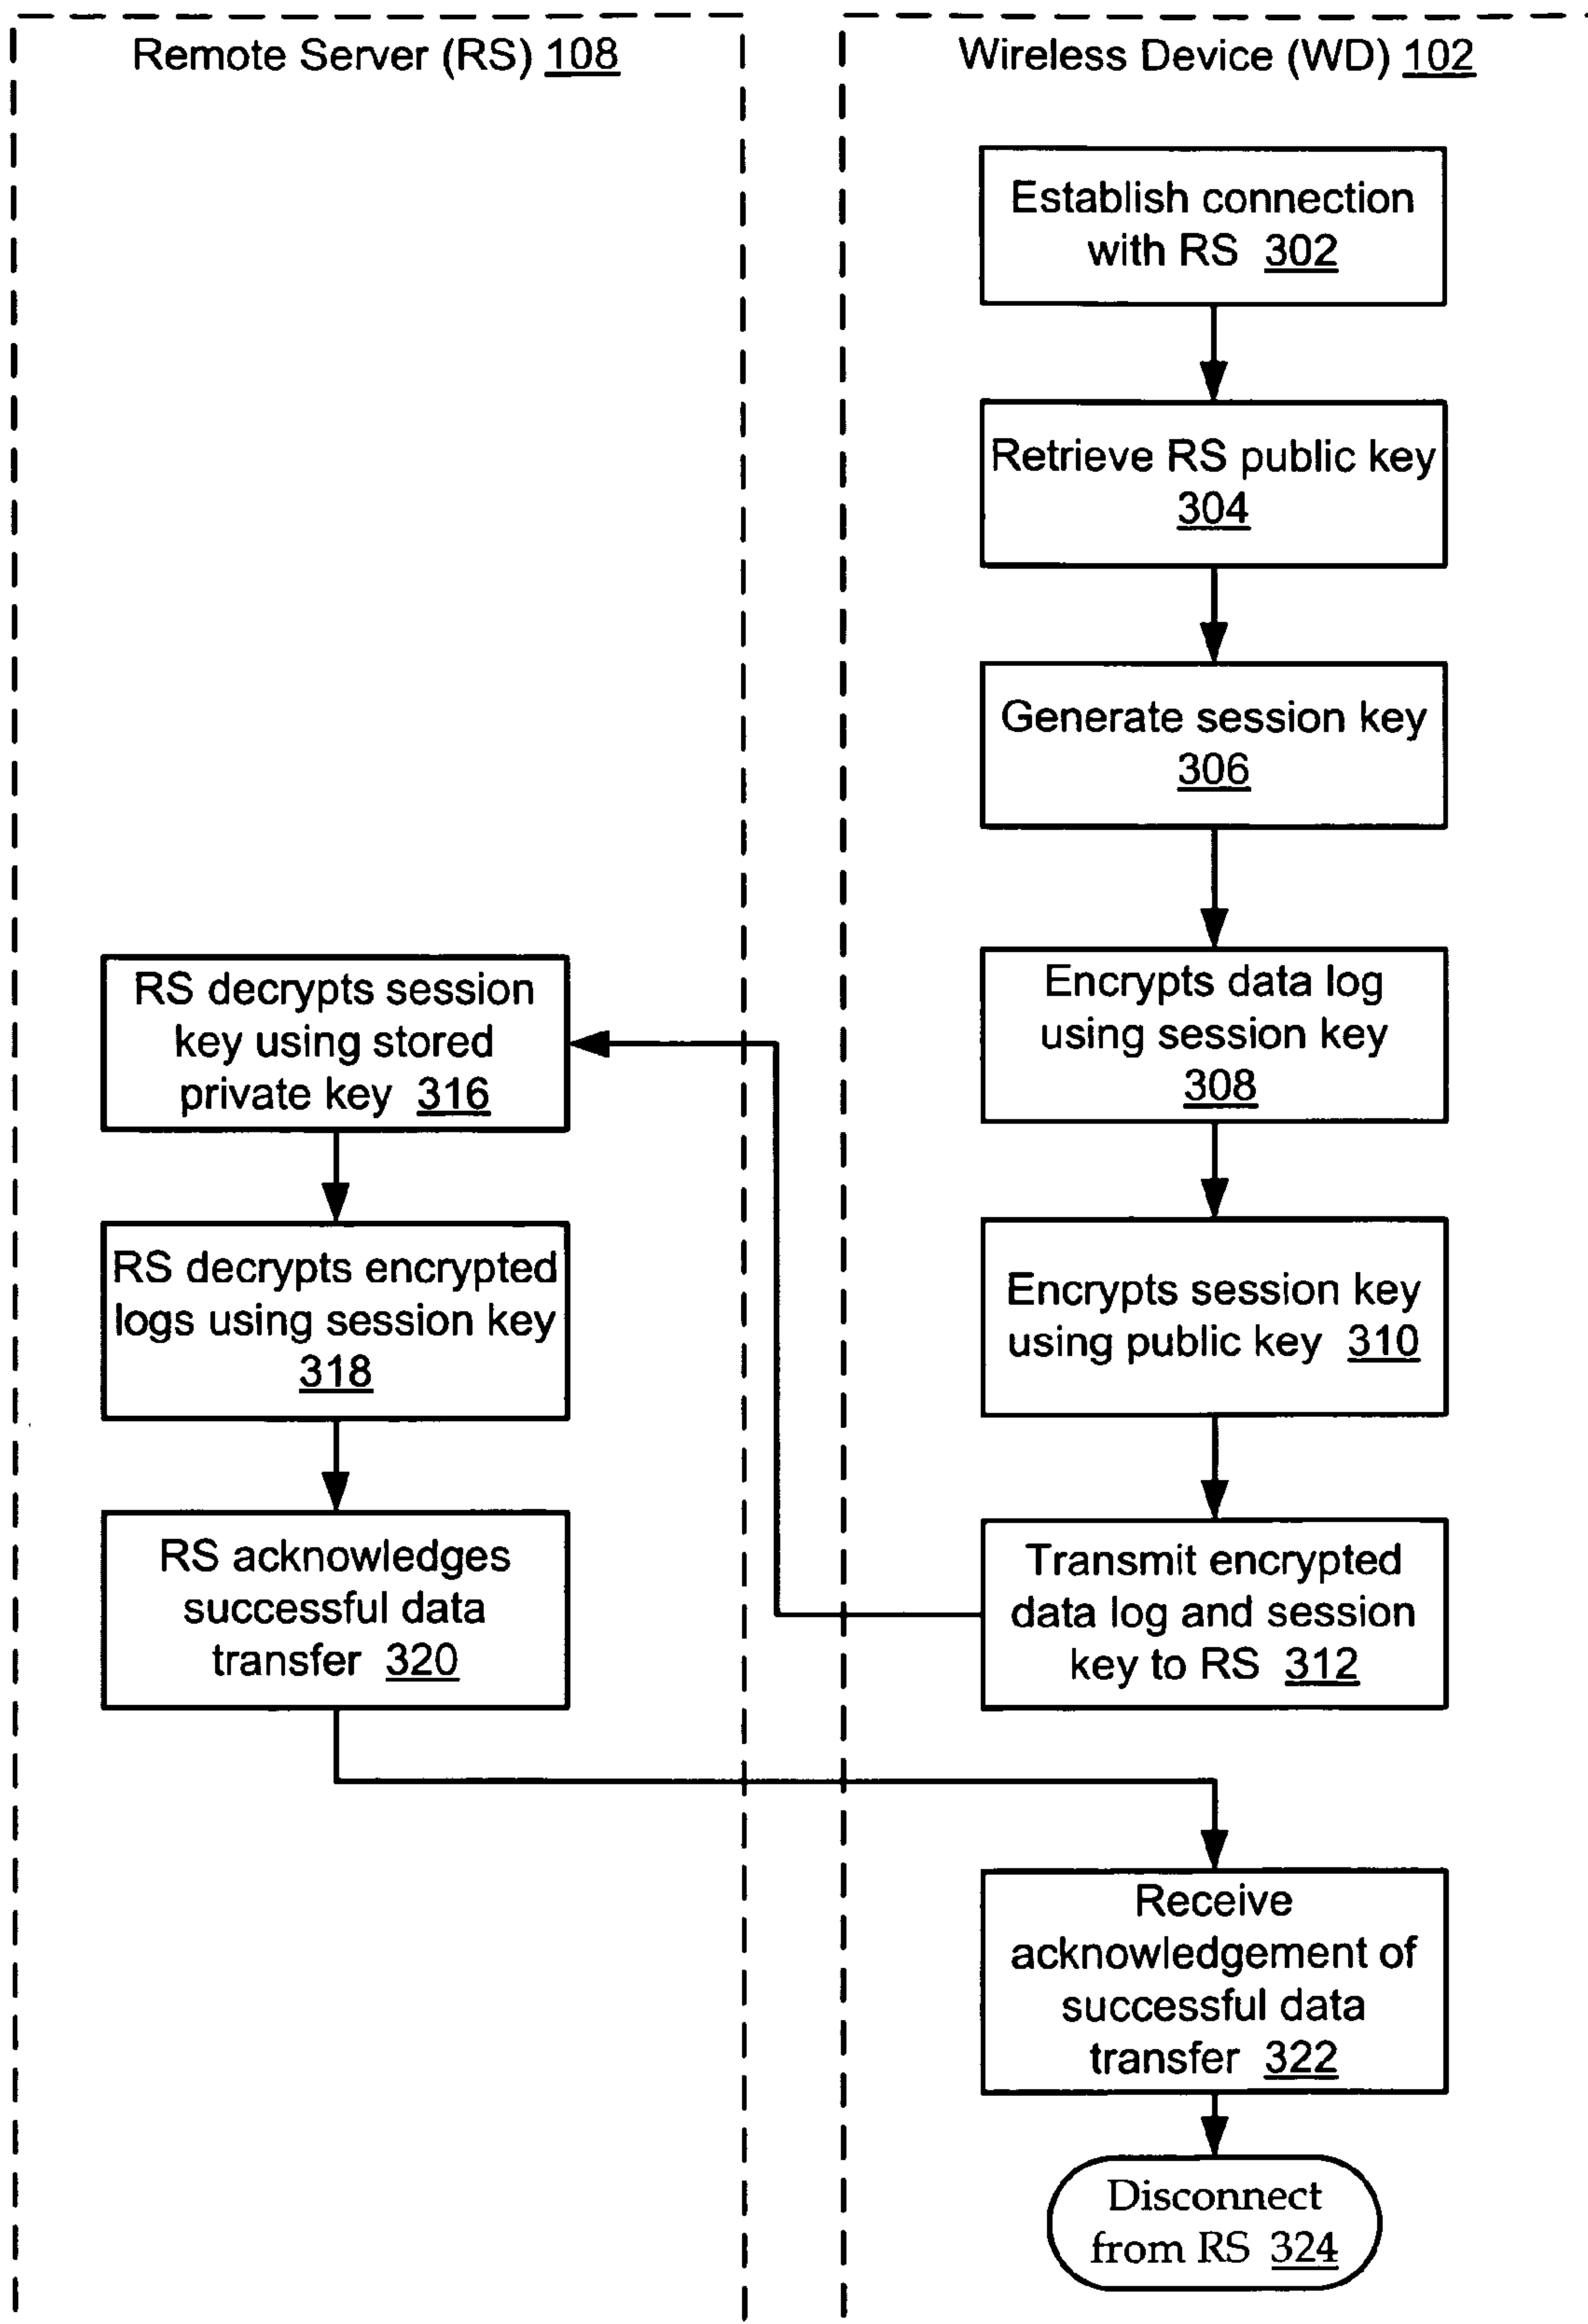 Remote Server (RS) 108
Wireless Device (WD) 102
Establish connection
with RS 302
Retrieve RS public key
304
Generate session key
306
Encrypts data log
using session key
308
Encrypts session key
using public key 310
Transmit encrypted
data log and session
key to RS 312
RS decrypts session
key using stored
private key 316
RS decrypts encrypted
logs using session key
318
RS acknowledges
successful data
transfer 320
Receive
acknowledgement of
successful data
transfer 322
Disconnect
from RS 324